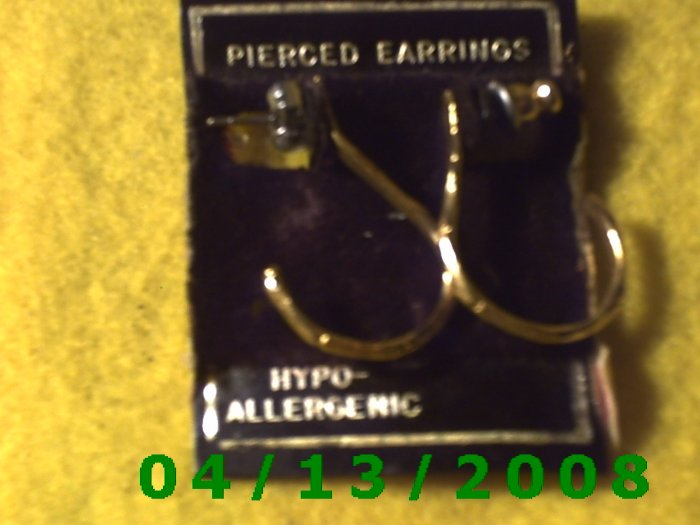 PIERCED EARRINGS
HYPO-
ALLERGENIC
04/13/2008